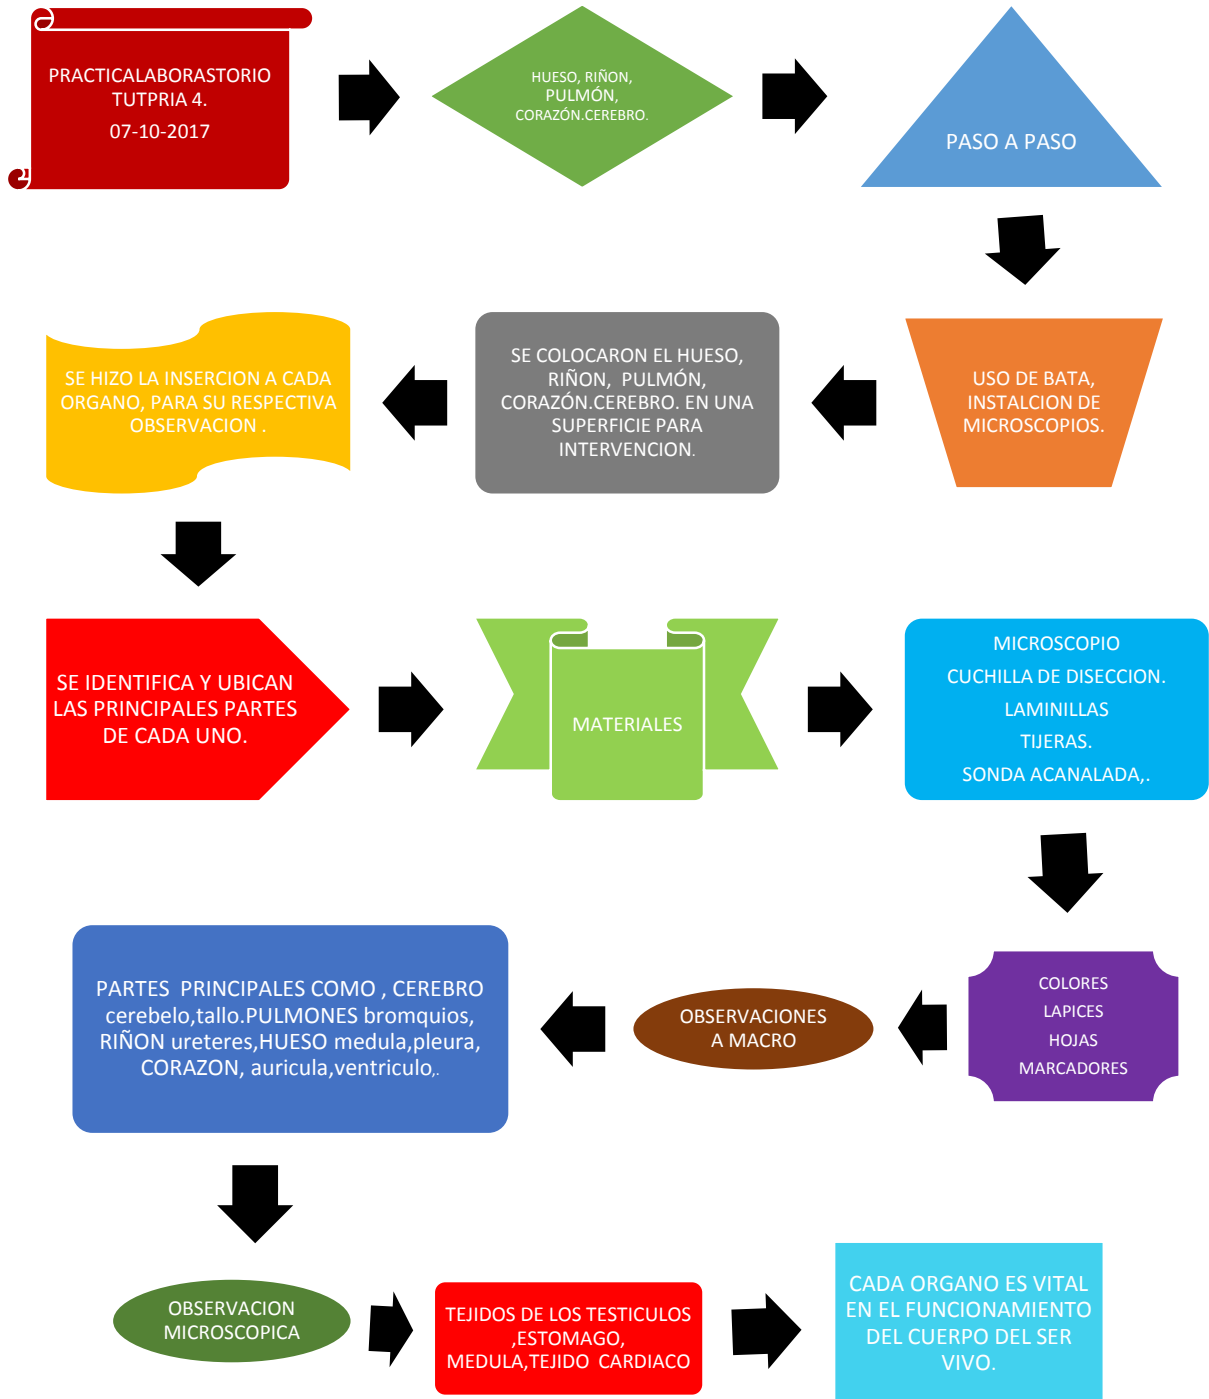 PRACTICALABORASTORIO
TUTPRIA 4.
07-10-2017
HUESO, RIÑON,
PULMÓN,
CORAZÓN.CEREBRO.
PASO A PASO
USO DE BATA,
INSTALCION DE
MICROSCOPIOS.
SE COLOCARON EL HUESO,
RIÑON, PULMÓN,
CORAZÓN.CEREBRO. EN UNA
SUPERFICIE PARA
INTERVENCION.
SE HIZO LA INSERCION A CADA
ORGANO, PARA SU RESPECTIVA
OBSERVACION .
SE IDENTIFICA Y UBICAN
LAS PRINCIPALES PARTES
DE CADA UNO.
MATERIALES
MICROSCOPIO
CUCHILLA DE DISECCION.
LAMINILLAS
TIJERAS.
SONDA ACANALADA,.
COLORES
LAPICES
HOJAS
MARCADORES
OBSERVACIONES
A MACRO
PARTES PRINCIPALES COMO , CEREBRO
cerebelo,tallo.PULMONES bromquios,
RIÑON ureteres,HUESO medula,pleura,
CORAZON, auricula,ventriculo,.
OBSERVACION
MICROSCOPICA
TEJIDOS DE LOS TESTICULOS
,ESTOMAGO,
MEDULA,TEJIDO CARDIACO
CADA ORGANO ES VITAL
EN EL FUNCIONAMIENTO
DEL CUERPO DEL SER
VIVO.